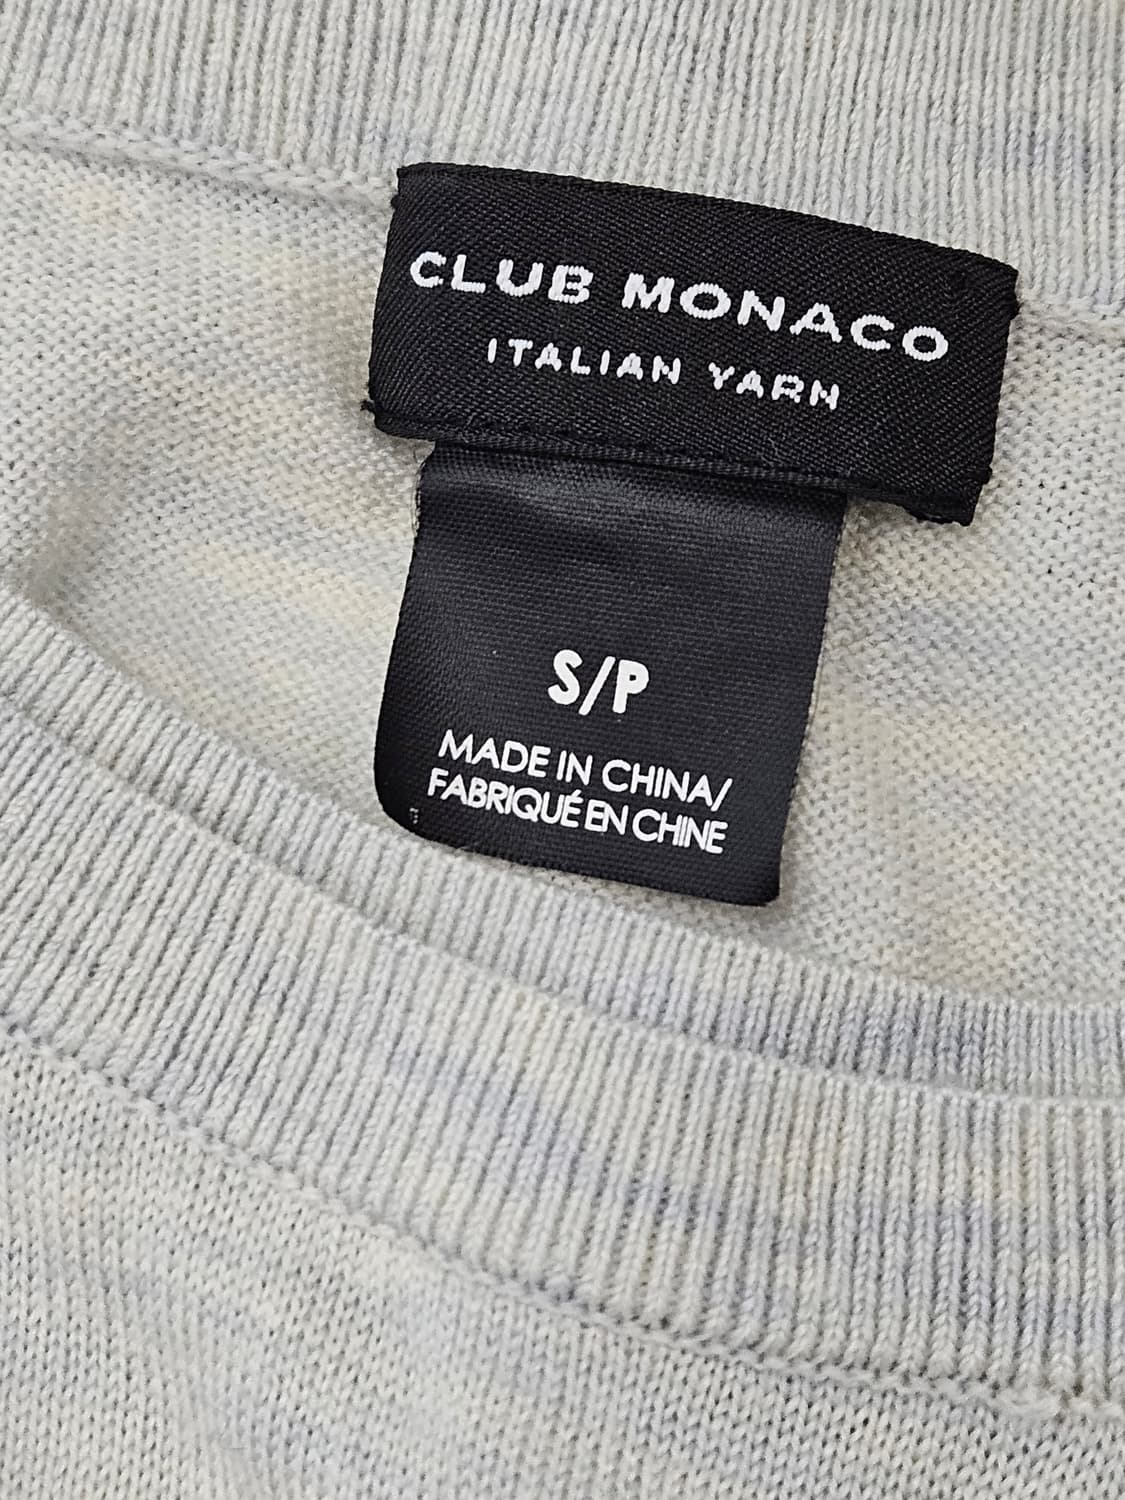 CLUB MONACO
ITALIAN YARN
S/P
MADE IN CHINA/
FABRIQUÉ EN CHINE